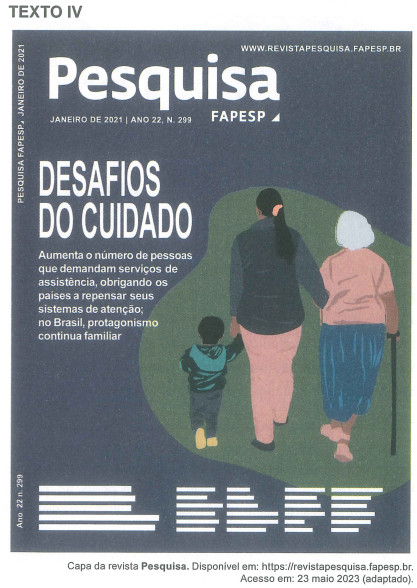 TEXTO IV
WWW.REVISTAPESQUISA.FAPESP.BR
Pesquisa
JANEIRO DE 2021 | ANO 22, N. 299
FAPESP
PESQUISA FAPESP JANEIRO DE 2021
DESAFIOS
DO CUIDADO
Aumenta o número de pessoas
que demandam serviços de
assistência, obrigando os
países a repensar seus
sistemas de atenção;
no Brasil, protagonismo
continua familiar
Ano 22 n. 299
Capa da revista Pesquisa. Disponível em: https://revistapesquisa.fapesp.br.
Acesso em: 23 maio 2023 (adaptado).